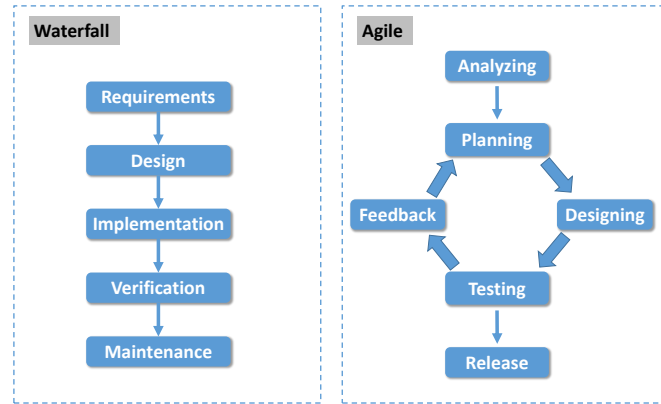 Waterfall
Requirements
Design
Implementation
Verification
Maintenance
Agile
Analyzing
Planning
Feedback
Designing
Testing
Release